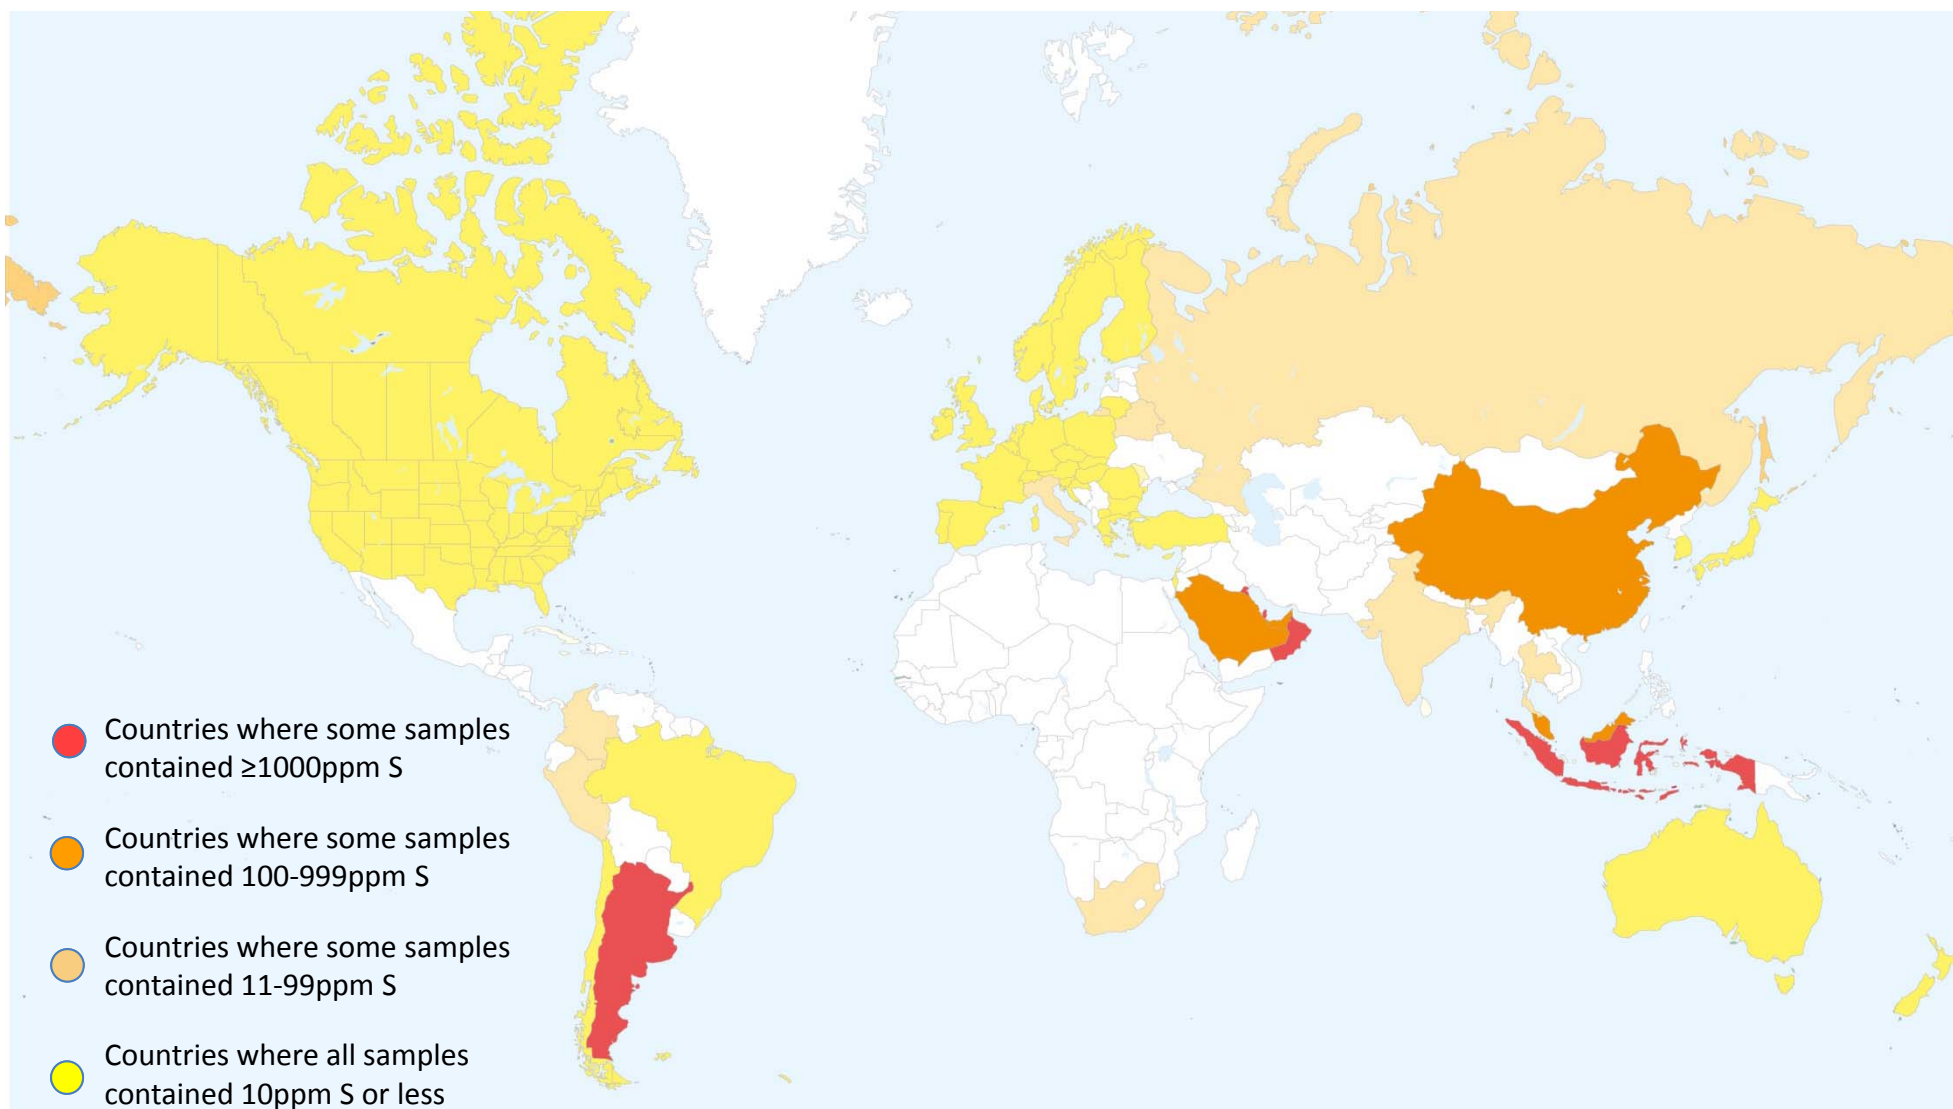 Countries where some samples
contained ≥1000ppm S
Countries where some samples
contained 100-999ppm S
Countries where some samples
contained 11-99ppm S
Countries where all samples
contained 10ppm S or less